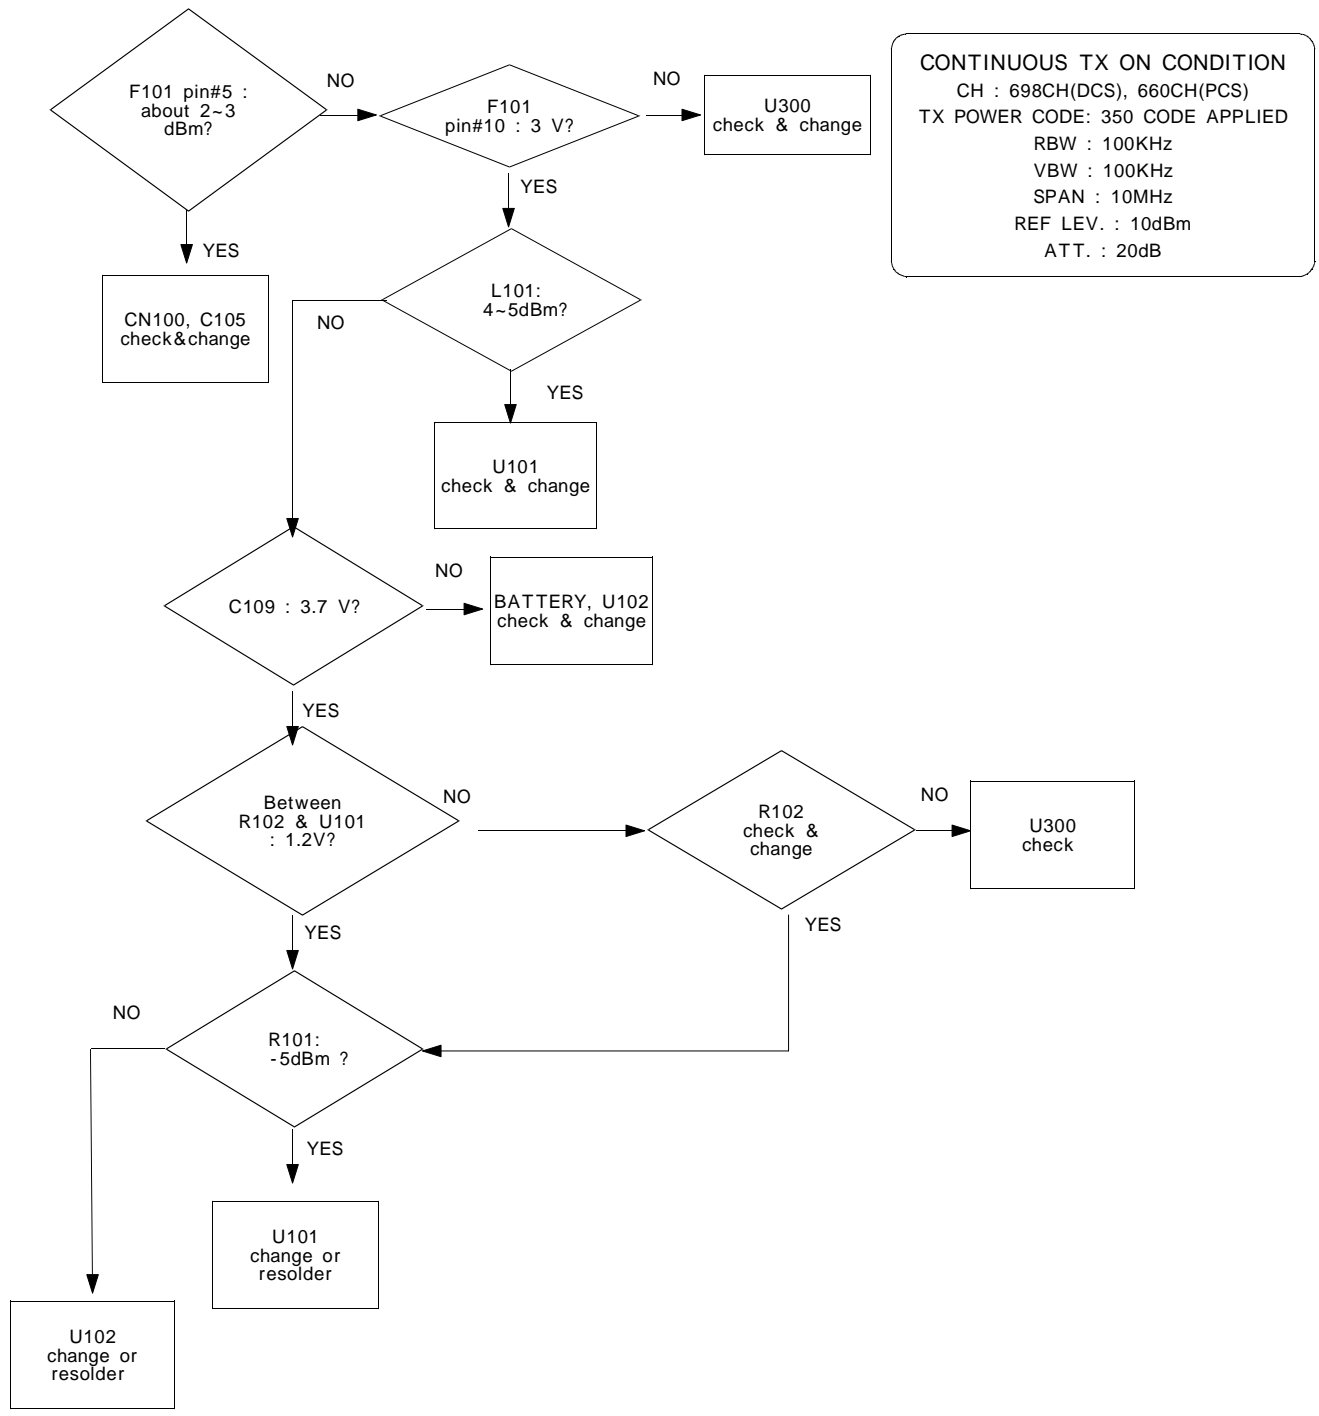 F101 pin#5 :
about 2~3
dBm?
NO
F101
pin#10 : 3 V?
NO
U300
check & change
CONTINUOUS TX ON CONDITION
CH : 698CH(DCS), 660CH(PCS)
TX POWER CODE: 350 CODE APPLIED
RBW : 100KHz
VBW : 100KHz
SPAN : 10MHz
REF LEV. : 10dBm
ATT. : 20dB
YES
YES
CN100, C105
check&change
L101:
4~5dBm?
NO
YES
U101
check & change
C109 : 3.7 V?
NO
BATTERY, U102
check & change
YES
Between
R102 & U101
: 1.2V?
NO
R102
check &
change
NO
U300
check
YES
YES
R101:
-5dBm ?
NO
YES
U101
change or
resolder
U102
change or
resolder